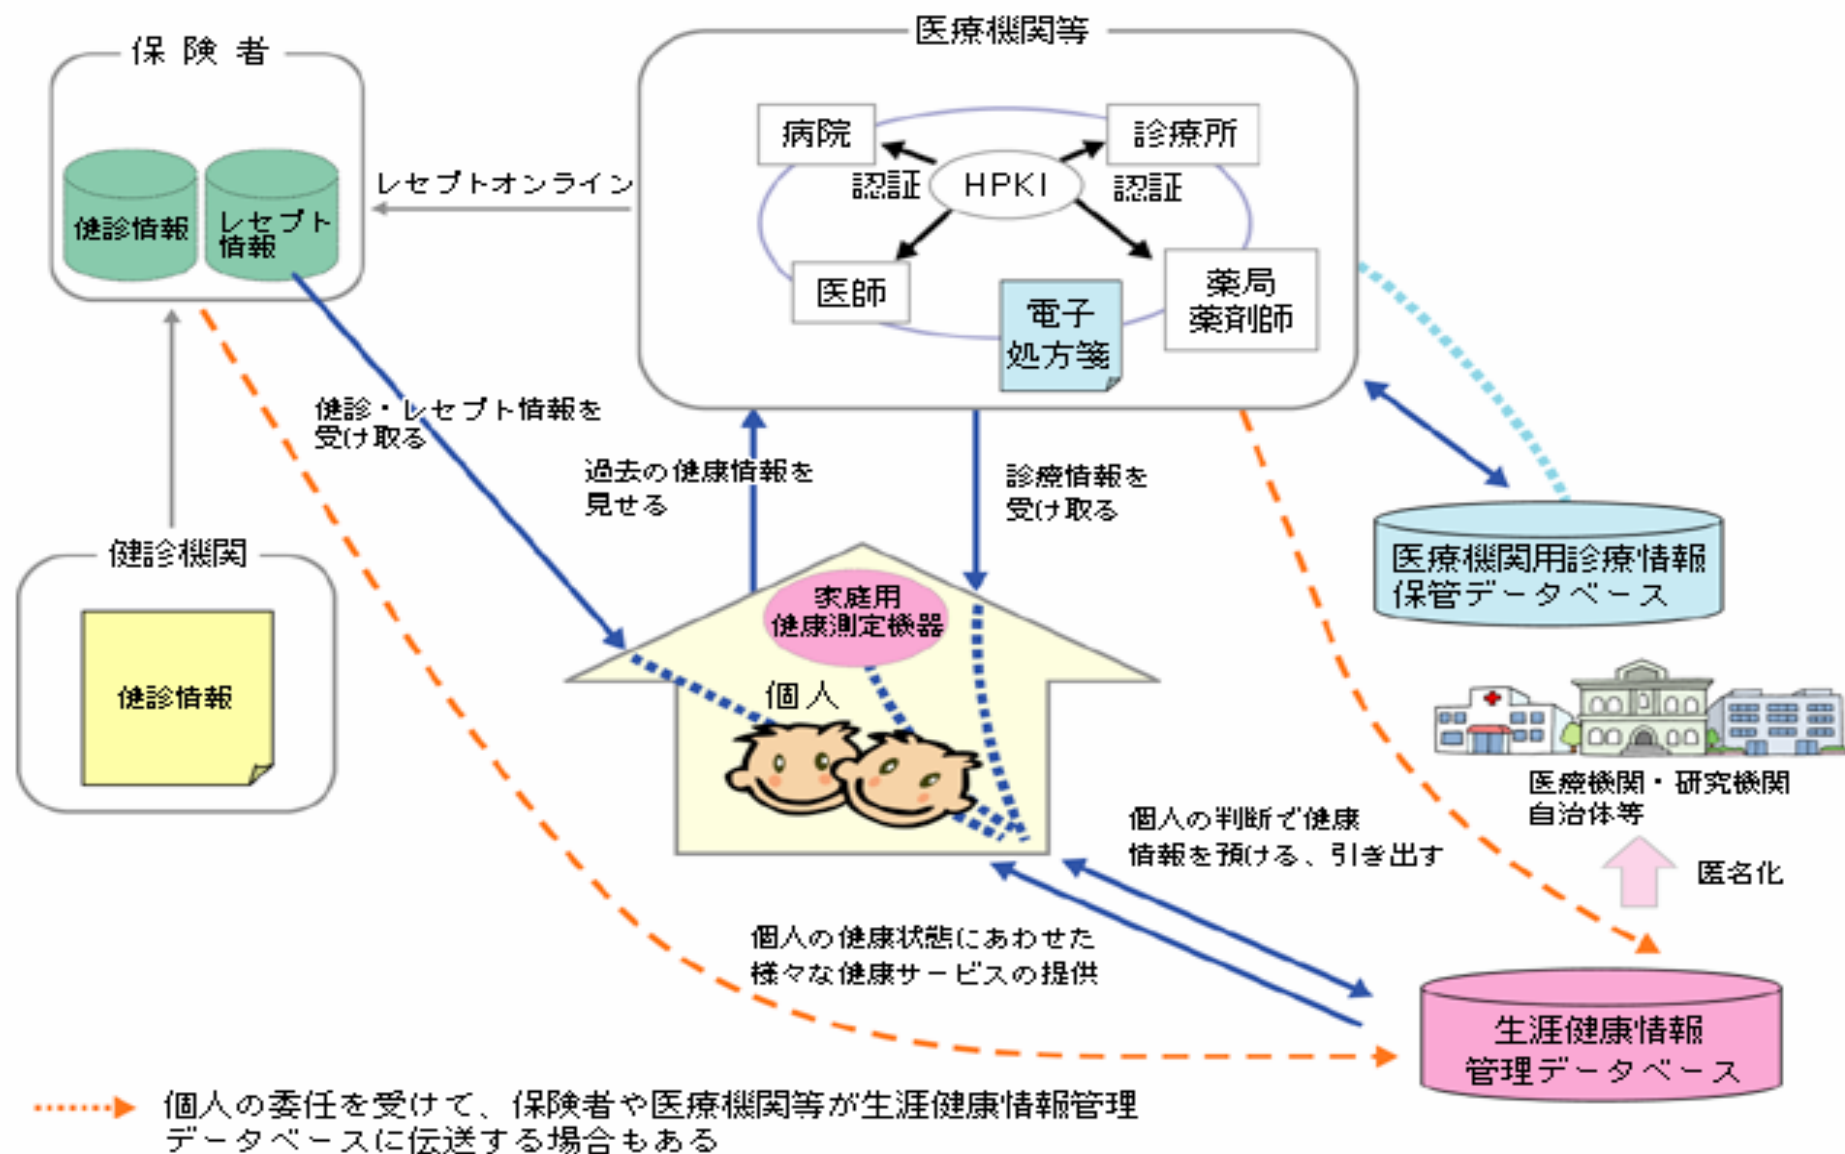 保険者
医療機関等
病院
診療所
認証
HPKI
認証
レセプトオンライン
健診情報
レセプト
情報
医師
電子
処方箋
薬局
薬剤師
健診・レセプト情報を
受け取る
過去の健康情報を
見せる
診療情報を
受け取る
健診機関
健診情報
医療機関用診療情報
保管データベース
家庭用
健康測定機器
個人
医療機関・研究機関
自治体等
匿名化
個人の判断で健康
情報を預ける、引き出す
個人の健康状態にあわせた
様々な健康サービスの提供
生涯健康情報
管理データベース
個人の委任を受けて、保険者や医療機関等が生涯健康情報管理
データベースに伝送する場合もある